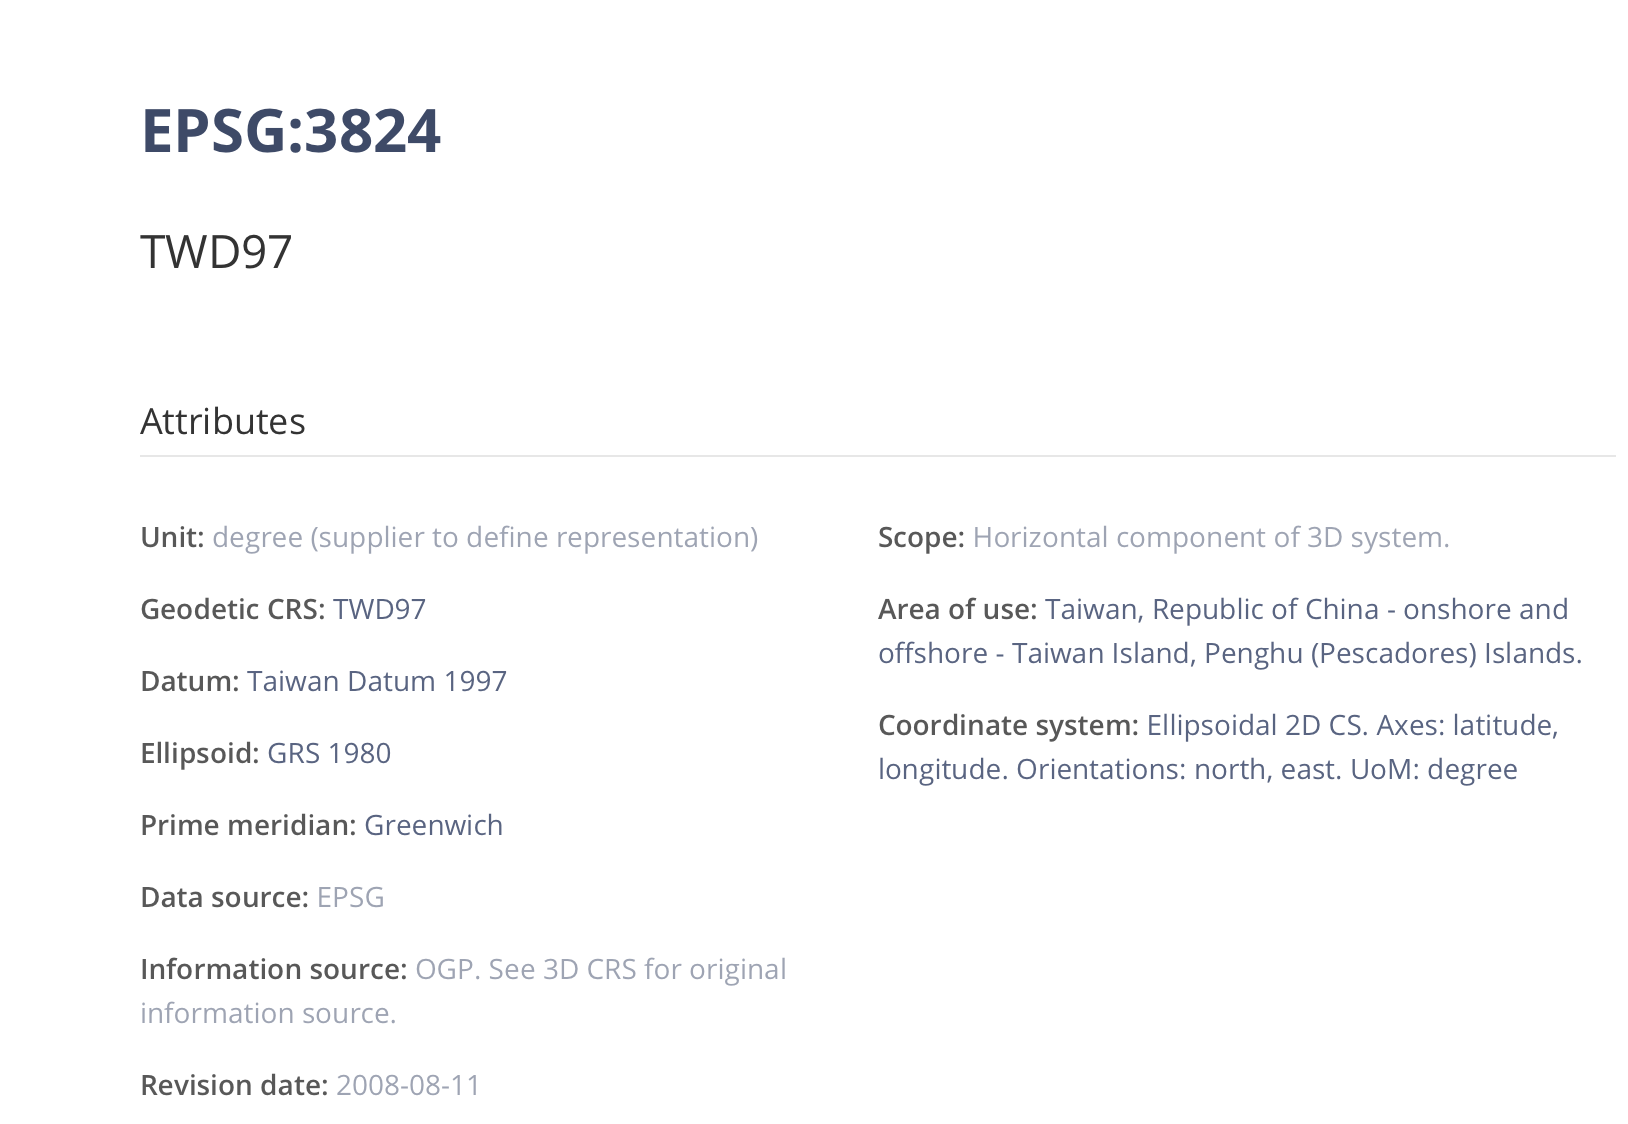 EPSG:3824
TWD97
Attributes
Unit: degree (supplier to define representation)
Geodetic CRS: TWD97
Datum: Taiwan Datum 1997
Ellipsoid: GRS 1980
Prime meridian: Greenwich
Data source: EPSG
Information source: OGP. See 3D CRS for original
information source.
Revision date: 2008-08-11
Scope: Horizontal component of 3D system.
Area of use: Taiwan, Republic of China - onshore and
offshore - Taiwan Island, Penghu (Pescadores) Islands.
Coordinate system: Ellipsoidal 2D CS. Axes: latitude,
longitude. Orientations: north, east. UoM: degree